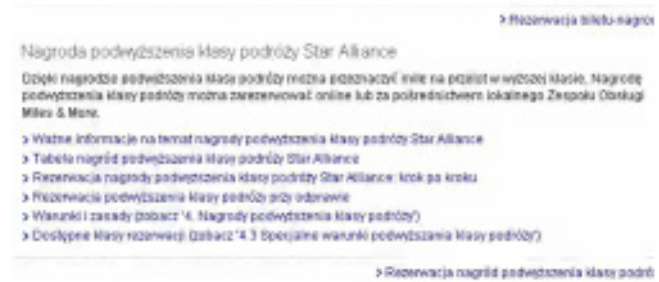 > Rezerwacja biletu-nagro
Nagroda podwyższenia klasy podróży Star Alliance
Dzięki nagrodzie podwyższenia klasy podróży można przeznaczyć mile na przelot w wyższej klasie. Nagrodę
podwyższenia klasy podróży można zarezerwować online lub za pośrednictwem lokalnego Zespołu Obsługi
Miles & More.
> Ważne informacje na temat nagrody podwyższenia klasy podróży Star Alliance
> Tabela nagród podwyższenia klasy podróży Star Alliance
> Rezerwacja nagrody podwyższenia klasy podróży Star Alliance: krok po kroku
> Rezerwacja podwyższenia klasy podróży przy odprawie
> Warunki i zasady (zobacz '4. Nagrody podwyższenia klasy podróży')
> Dostępne klasy rezerwacji (zobacz '4.3 Specjalne warunki podwyższania klasy podróży')
> Rezerwacja nagród podwyższenia klasy podró